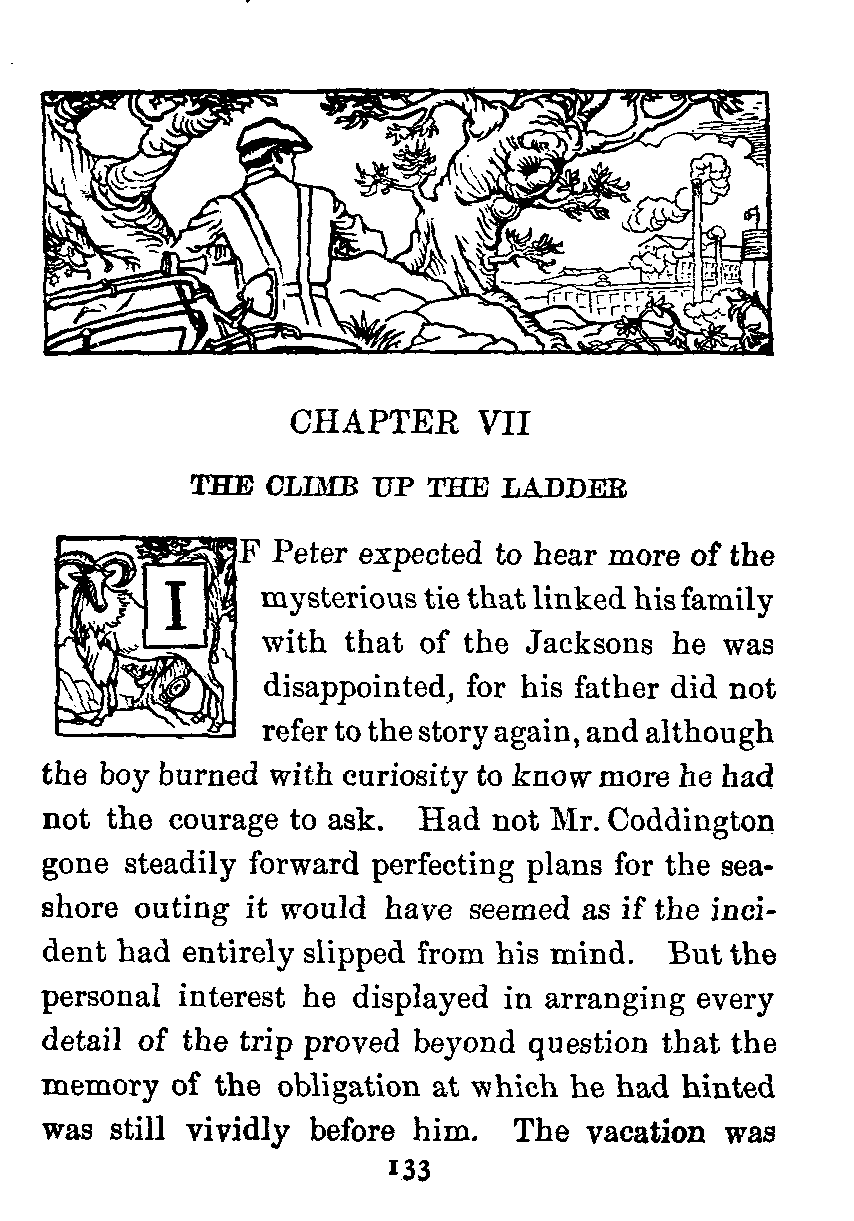 CHAPTER VII
THE CLIMB UP THE LADDER
IF Peter expected to hear more of the
mysterious tie that linked his family
with that of the Jacksons he was
disappointed, for his father did not
refer to the story again, and although
the boy burned with curiosity to know more he had
not the courage to ask. Had not Mr. Coddington
gone steadily forward perfecting plans for the sea-
shore outing it would have seemed as if the inci-
dent had entirely slipped from his mind. But the
personal interest he displayed in arranging every
detail of the trip proved beyond question that the
memory of the obligation at which he had hinted
was still vividly before him. The vacation was
133